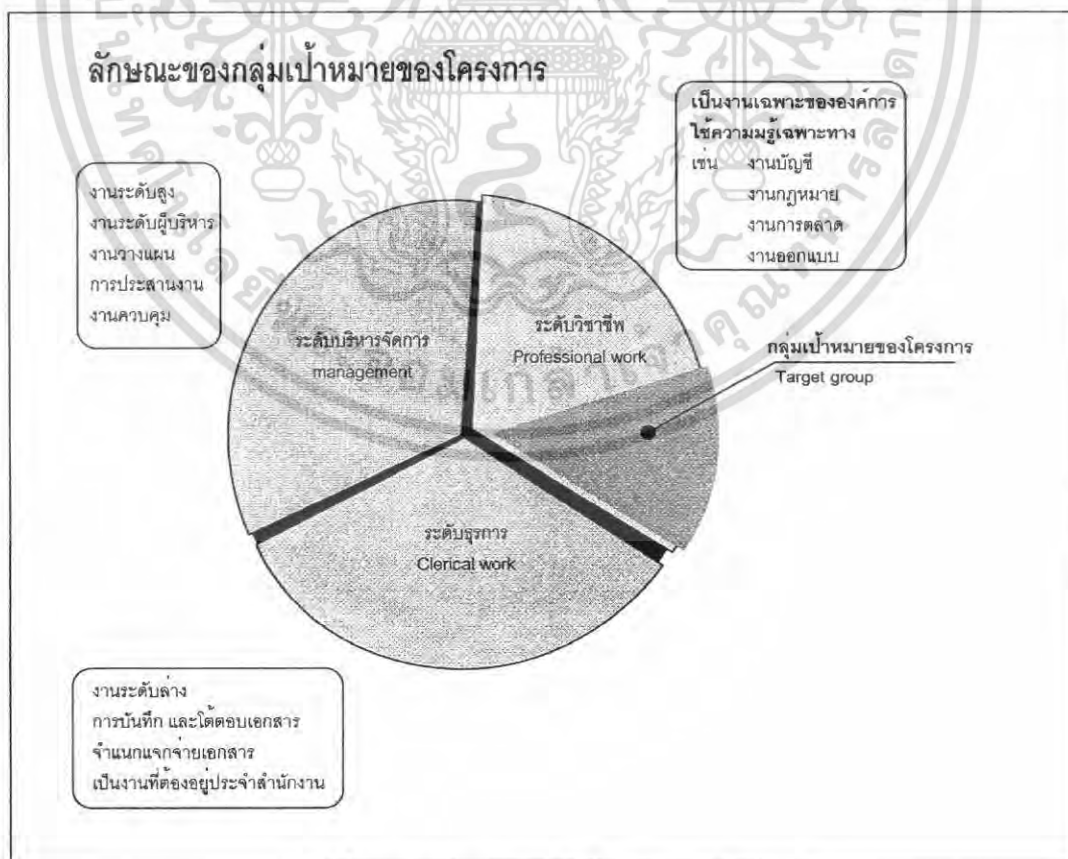 ลักษณะของกลุ่มเป้าหมายของโครงการ
เป็นงานเฉพาะขององค์การ
ใช้ความมรู้เฉพาะทาง
เช่น งานบัญชี
งานกฎหมาย
งานการตลาด
งานออกแบบ
งานระดับสูง
งานระดับผู้บริหาร
งานวางแผน
การประสานงาน
งานควบคุม
ระดับบริหารจัดการ
management
ระดับวิชาชีพ
Professional work
กลุ่มเป้าหมายของโครงการ
Target group
ระดับธุรการ
Clerical work
งานระดับล่าง
การบันทึก และโต้ตอบเอกสาร
จำแนกแจกจ่ายเอกสาร
เป็นงานที่ต้องอยู่ประจำสำนักงาน